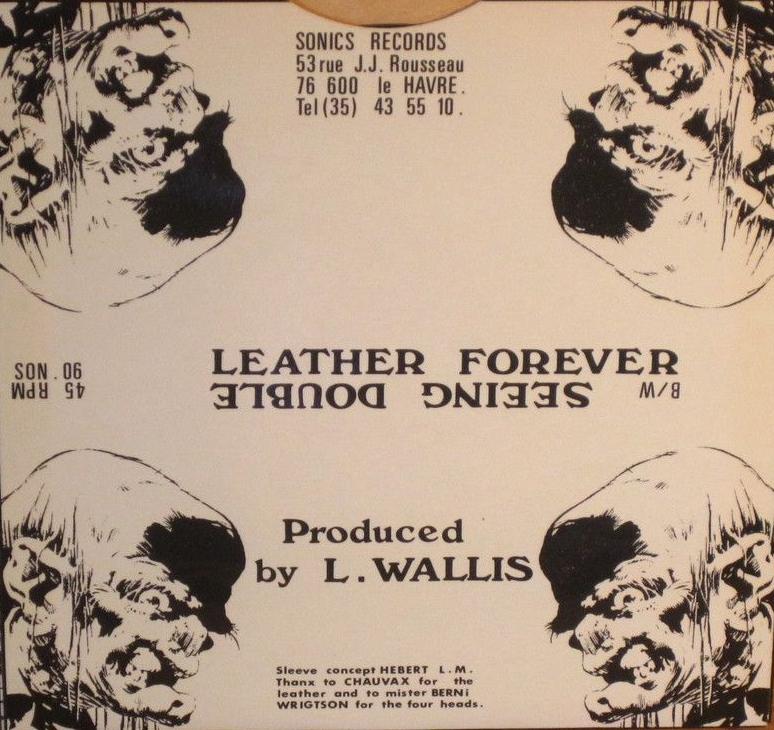 SONICS RECORDS
53 rue J.J. Rousseau
76 600 le HAVRE.
Tel (35) 43 55 10.
LEATHER FOREVER
B/W SEEING DOUBLE
45 RPM
SON. 06
Produced
by L. WALLIS
Sleeve concept HEBERT L.M.
Thanx to CHAUVAX for the
leather and to mister BERNi
WRIGTSON for the four heads.